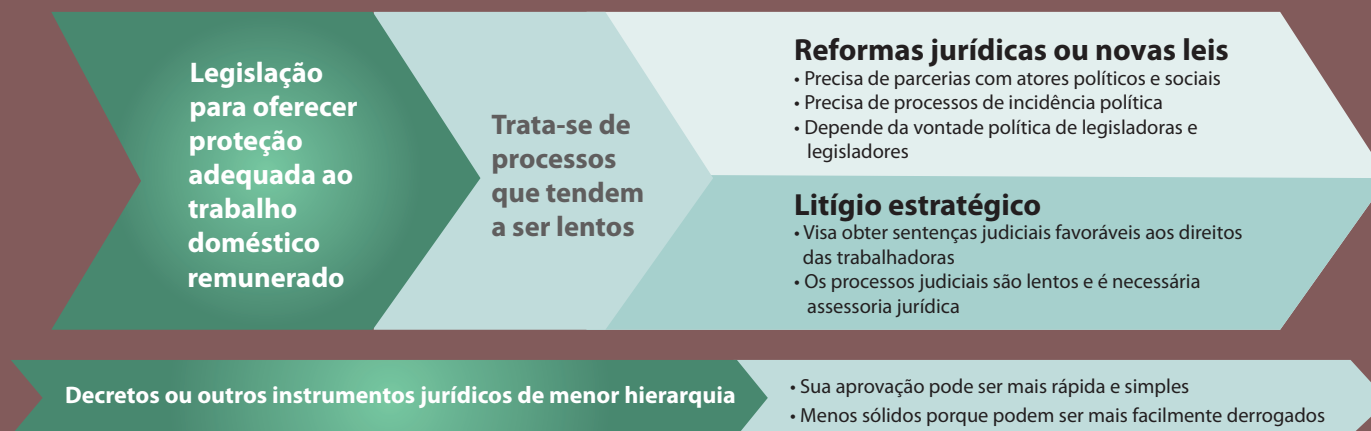 Legislação
para oferecer
proteção
adequada ao
trabalho
doméstico
remunerado
Trata-se de
processos
que tendem
a ser lentos
Reformas jurídicas ou novas leis
• Precisa de parcerias com atores políticos e sociais
• Precisa de processos de incidência política
• Depende da vontade política de legisladoras e
legisladores
Litígio estratégico
• Visa obter sentenças judiciais favoráveis aos direitos
das trabalhadoras
• Os processos judiciais são lentos e é necessária
assessoria jurídica
Decretos ou outros instrumentos jurídicos de menor hierarquia
• Sua aprovação pode ser mais rápida e simples
• Menos sólidos porque podem ser mais facilmente derrogados